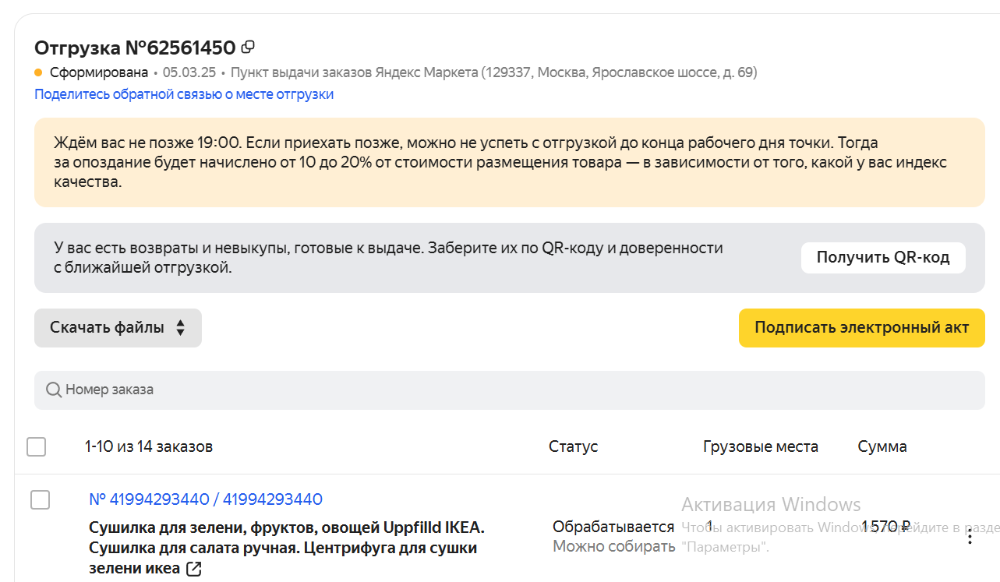 Отгрузка №62561450
Сформирована • 05.03.25 • Пункт выдачи заказов Яндекс Маркета (129337, Москва, Ярославское шоссе, д. 69)
Поделитесь обратной связью о месте отгрузки
Ждём вас не позже 19:00. Если приехать позже, можно не успеть с отгрузкой до конца рабочего дня точки. Тогда
за опоздание будет начислено от 10 до 20% от стоимости размещения товара — в зависимости от того, какой у вас индекс
качества.
У вас есть возвраты и невыкупы, готовые к выдаче. Заберите их по QR-коду и доверенности
с ближайшей отгрузкой.
Получить QR-код
Скачать файлы
Подписать электронный акт
Номер заказа
1-10 из 14 заказов
Статус
Грузовые места
Сумма
№ 41994293440 / 41994293440
Сушилка для зелени, фруктов, овощей Uppfilld IKEA.
Сушилка для салата ручная. Центрифуга для сушки
зелени икеа
Обрабатывается
Можно собирать
1
1 570 ₽
Активация Windows
Чтобы активировать Windows, перейдите в разде
"Параметры".